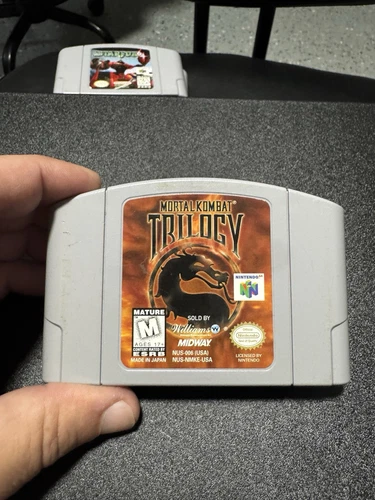 MORTAL KOMBAT
TRILOGY
NINTENDO 64
N
MATURE
M
AGES 17+
CONTENT RATED BY
ESRB
MADE IN JAPAN
SOLD BY
Williams
MIDWAY
NUS-006 (USA)
NUS-NMKE-USA
Nintendo
LICENSED BY
NINTENDO